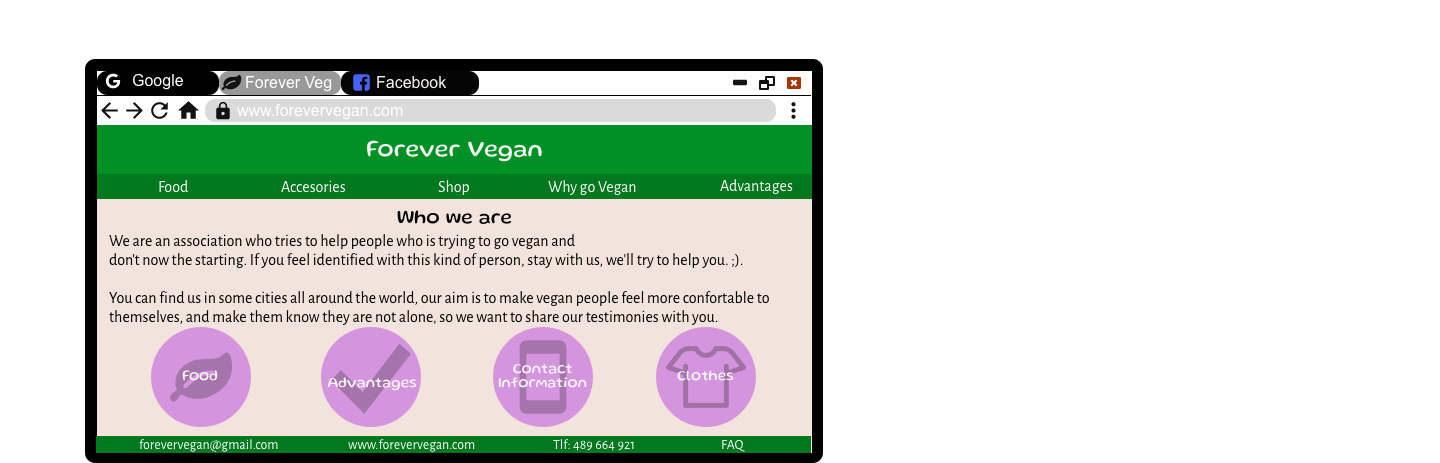 Google
Forever Veg
Facebook
www.forevervegan.com
Forever Vegan
Food
Accesories
Shop
Why go Vegan
Advantages
Who we are
We are an association who tries to help people who is trying to go vegan and
don't now the starting. If you feel identified with this kind of person, stay with us, we'll try to help you. ;).
You can find us in some cities all around the world, our aim is to make vegan people feel more confortable to
themselves, and make them know they are not alone, so we want to share our testimonies with you.
Food
Advantages
Contact
Information
Clothes
forevervegan@gmail.com
www.forevervegan.com
Tlf: 489 664 921
FAQ